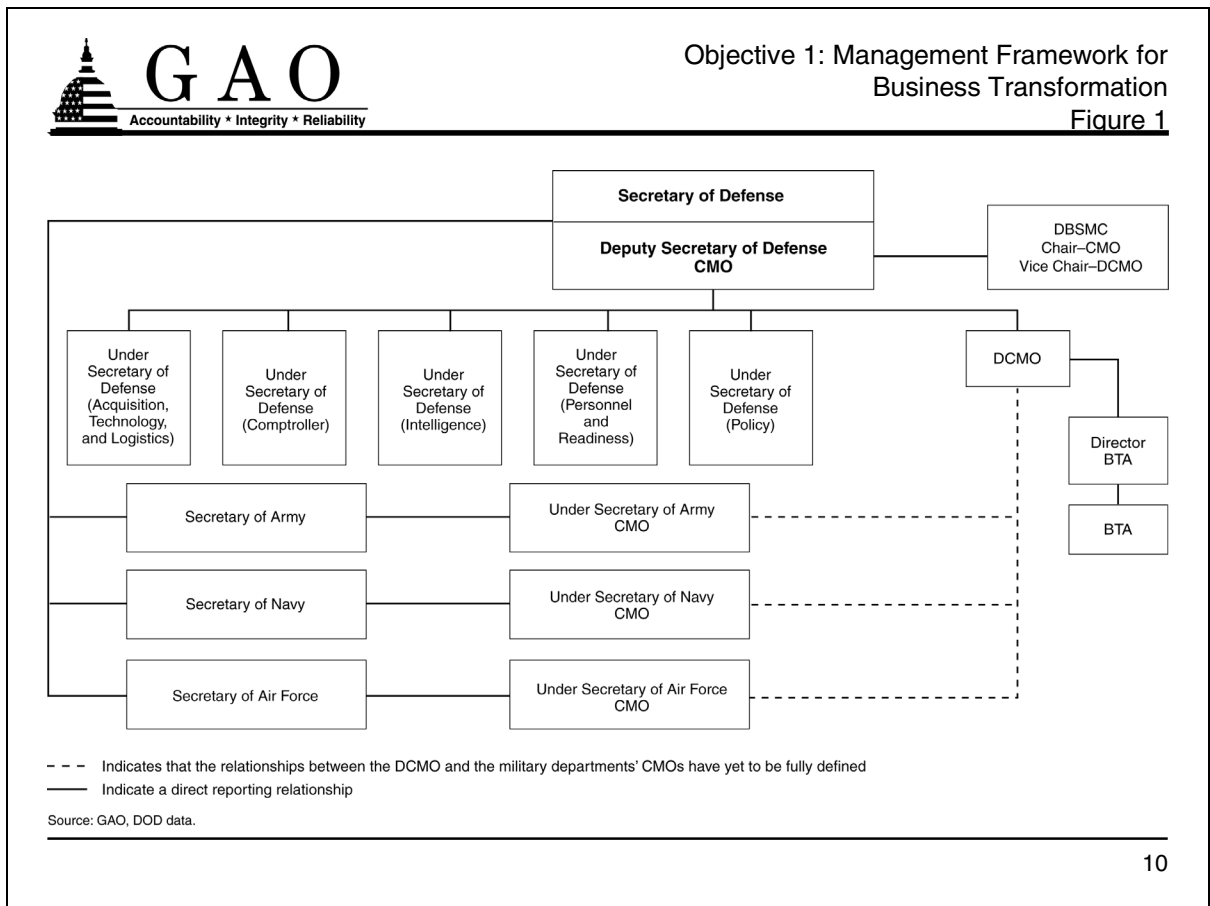 GAO
Accountability ★ Integrity ★ Reliability
Objective 1: Management Framework for
Business Transformation
Figure 1
Secretary of Defense
Deputy Secretary of Defense
CMO
DBSMC
Chair–CMO
Vice Chair–DCMO
Under
Secretary of
Defense
(Acquisition,
Technology,
and Logistics)
Under
Secretary of
Defense
(Comptroller)
Under
Secretary of
Defense
(Intelligence)
Under
Secretary of
Defense
(Personnel
and
Readiness)
Under
Secretary of
Defense
(Policy)
DCMO
Director
BTA
BTA
Secretary of Army
Under Secretary of Army
CMO
Secretary of Navy
Under Secretary of Navy
CMO
Secretary of Air Force
Under Secretary of Air Force
CMO
Indicates that the relationships between the DCMO and the military departments’ CMOs have yet to be fully defined
Indicate a direct reporting relationship
Source: GAO, DOD data.
10